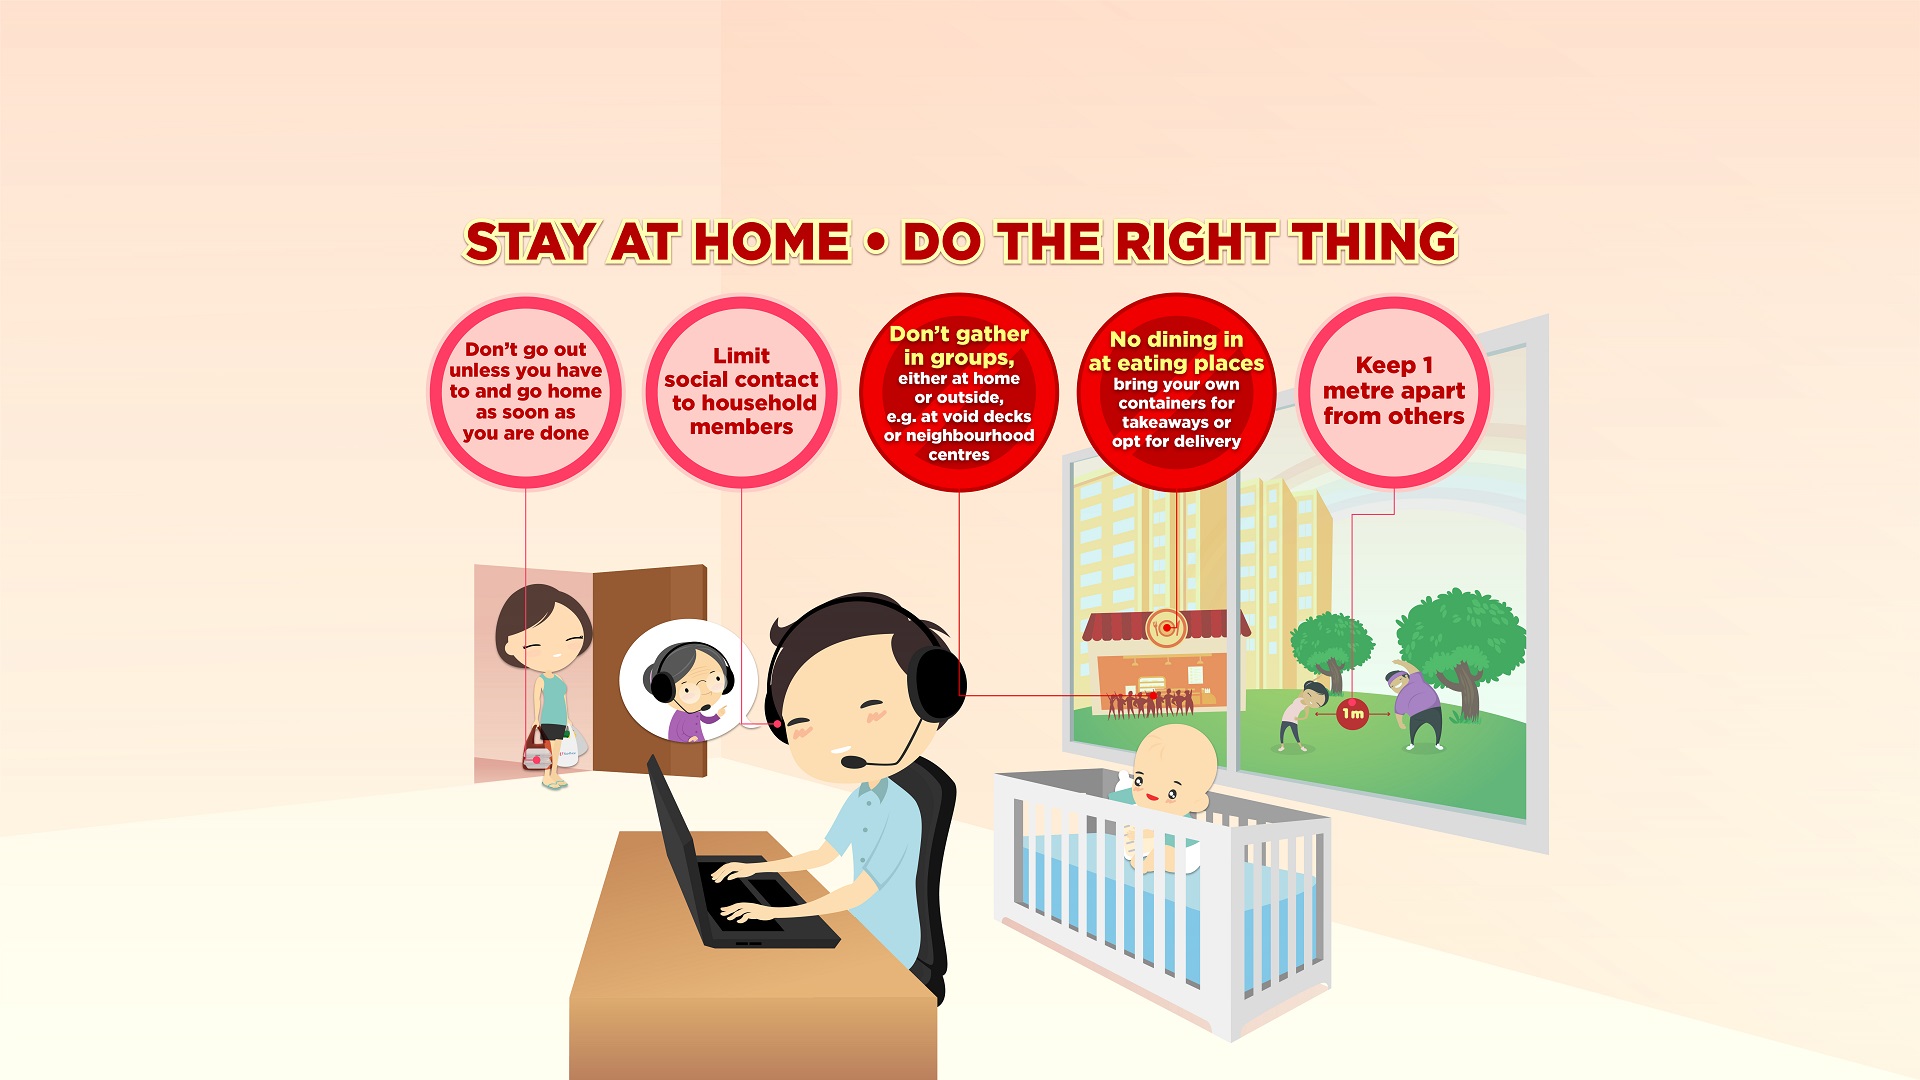 STAY AT HOME • DO THE RIGHT THING
Don't go out
unless you have
to and go home
as soon as
you are done
Limit
social contact
to household
members
Don't gather
in groups,
either at home
or outside,
e.g. at void decks
or neighbourhood
centres
No dining in
at eating places
bring your own
containers for
takeaways or
opt for delivery
Keep 1
metre apart
from others
1m